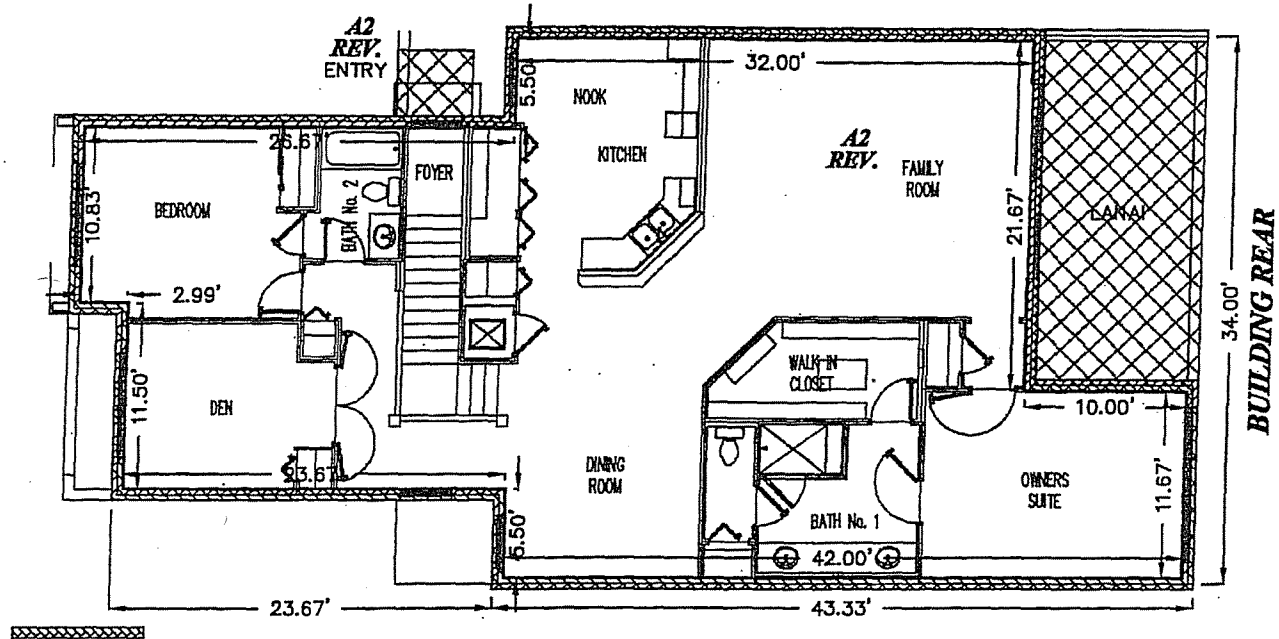 A2
REV.
ENTRY
5.50'
32.00'
NOOK
26.67'
FOYER
KITCHEN
A2
REV.
FAMILY
ROOM
BEDROOM
BATH No. 2
10.83'
LANAI
21.67'
2.99'
34.00'
BUILDING REAR
WALK IN
CLOSET
11.50'
DEN
10.00'
DINING
ROOM
23.67'
OWNERS
SUITE
11.67'
BATH No. 1
5.50'
42.00'
23.67'
43.33'